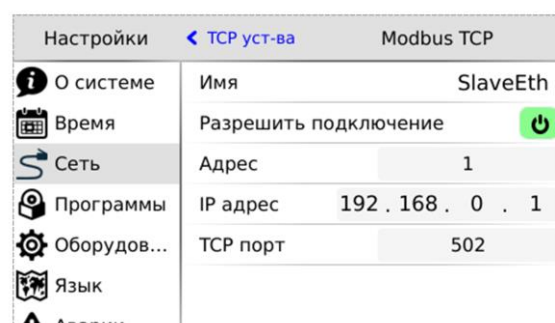 Настройки
TCP уст-ва
Modbus TCP
О системе
Имя
SlaveEth
Время
Разрешить подключение
Сеть
Адрес
1
Программы
IP адрес
192 . 168 . 0 . 1
Оборудов...
TCP порт
502
Язык